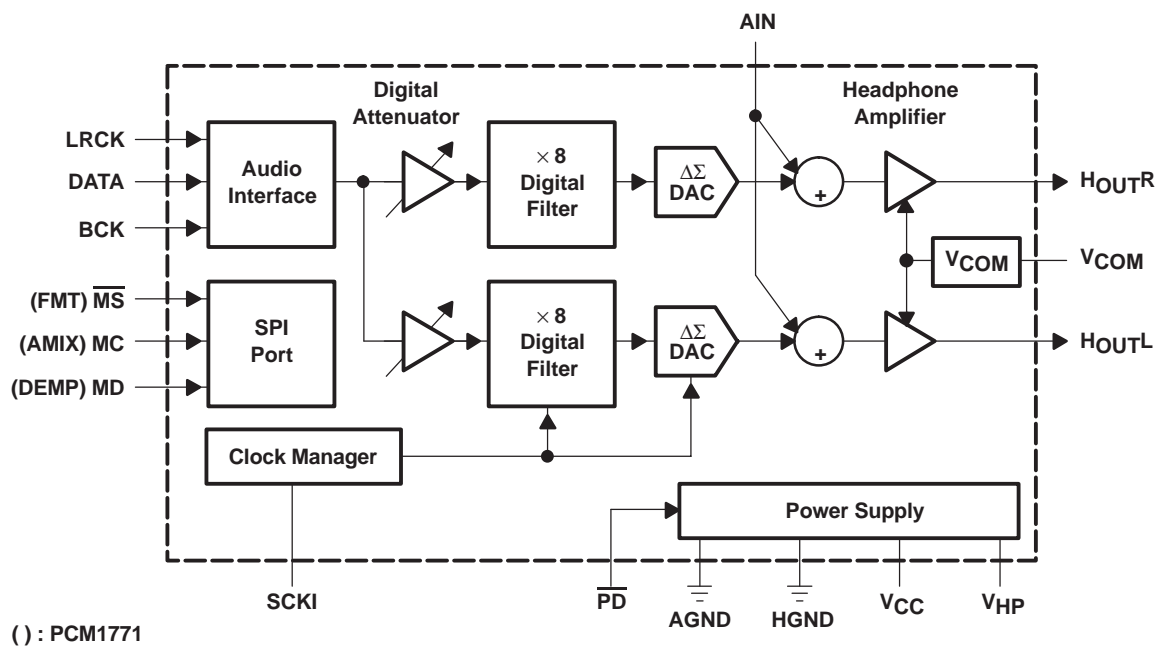 AIN
Digital
Attenuator
Headphone
Amplifier
LRCK
DATA
BCK
Audio
Interface
× 8
Digital
Filter
ΔΣ
DAC
+
HOUTR
VCOM
VCOM
(FMT) MS
(AMIX) MC
(DEMP) MD
SPI
Port
× 8
Digital
Filter
ΔΣ
DAC
+
HOUTL
Clock Manager
Power Supply
SCKI
PD
AGND
HGND
VCC
VHP
( ) : PCM1771